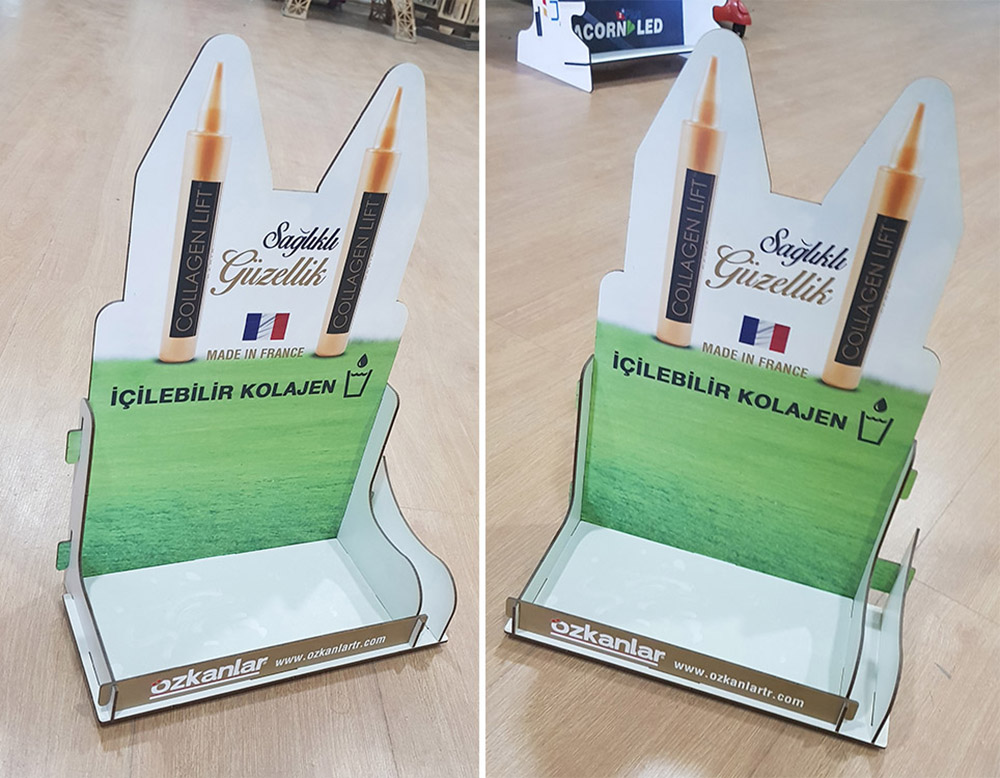 COLLAGEN LIFT
COLLAGEN LIFT
Sağlıklı
Güzellik
MADE IN FRANCE
İÇİLEBİLİR KOLAJEN
özkanlar www.ozkanlartr.com
ACORN LED
COLLAGEN LIFT
COLLAGEN LIFT
Sağlıklı
Güzellik
MADE IN FRANCE
İÇİLEBİLİR KOLAJEN
özkanlar www.ozkanlartr.com